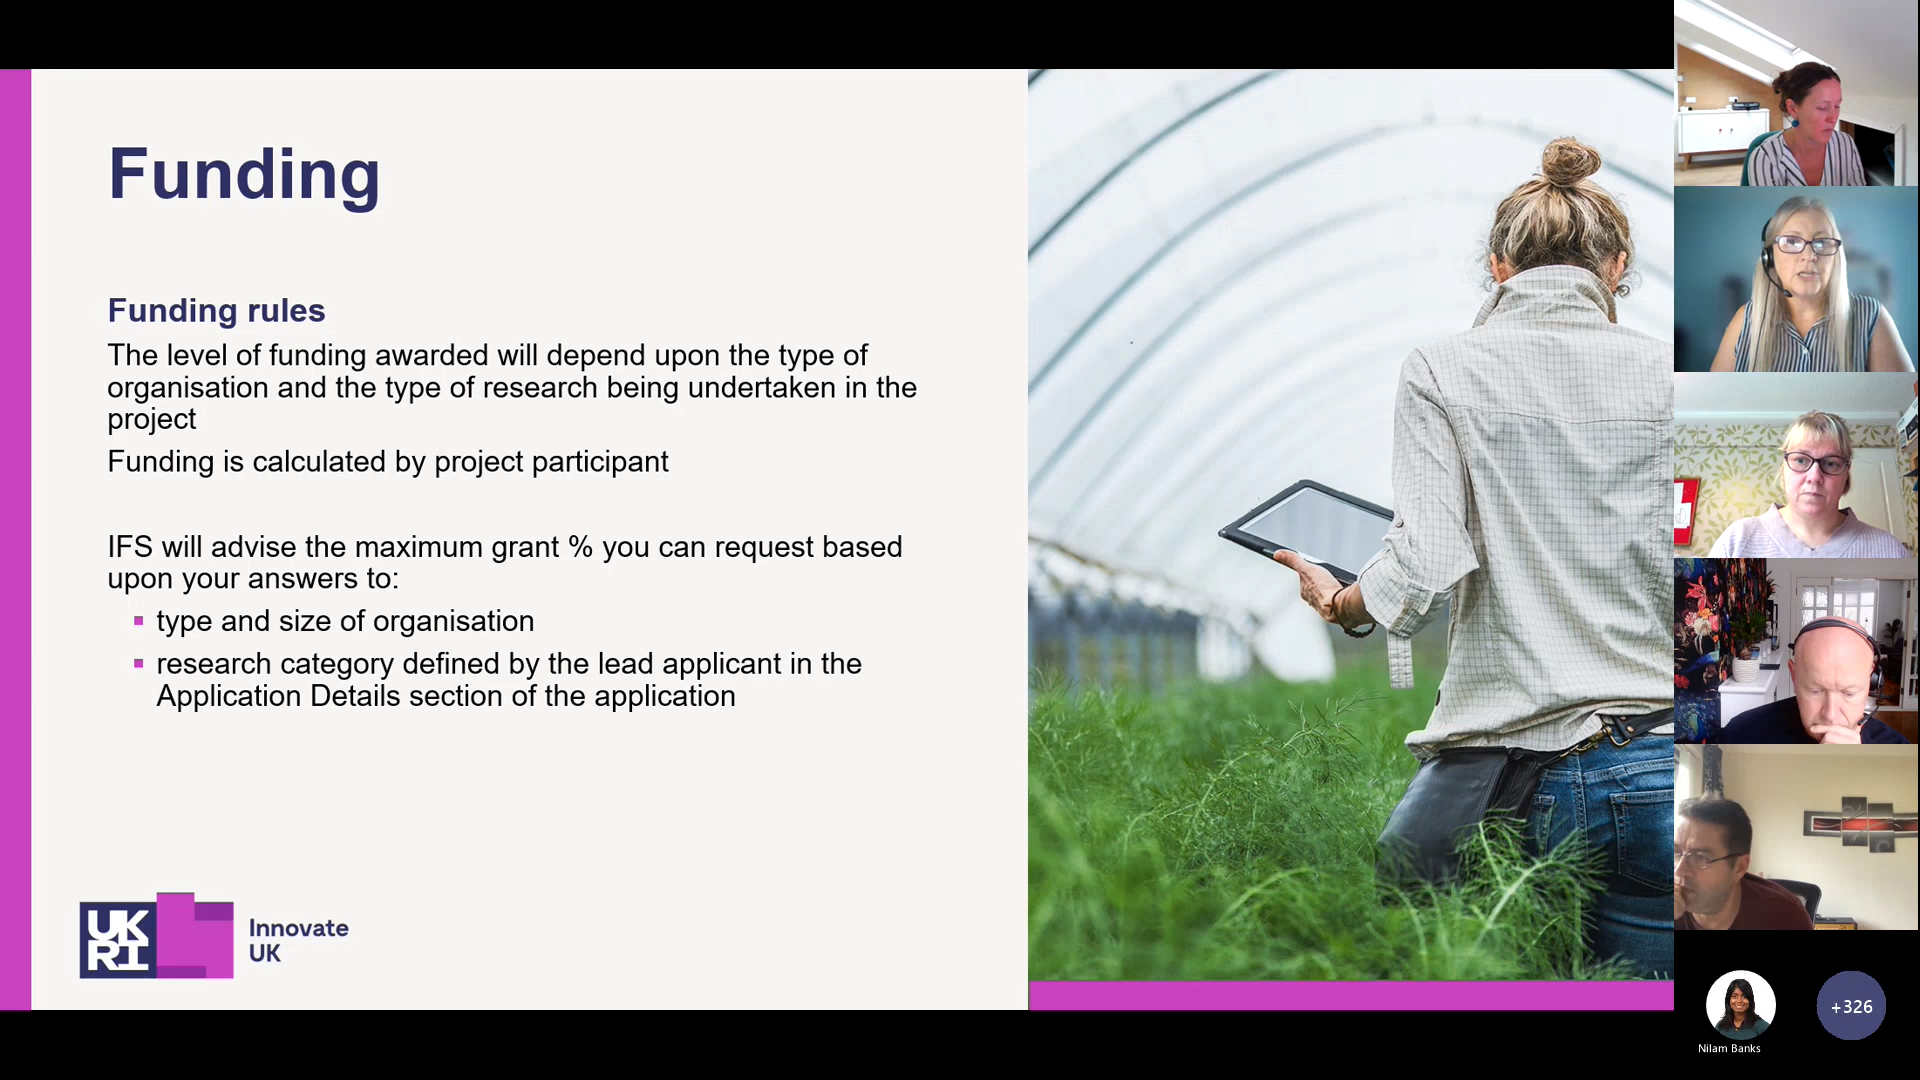 Funding
Funding rules
The level of funding awarded will depend upon the type of
organisation and the type of research being undertaken in the
project
Funding is calculated by project participant
IFS will advise the maximum grant % you can request based
upon your answers to:
type and size of organisation
research category defined by the lead applicant in the
Application Details section of the application
UK
RI
Innovate
UK
Nilam Banks
+326